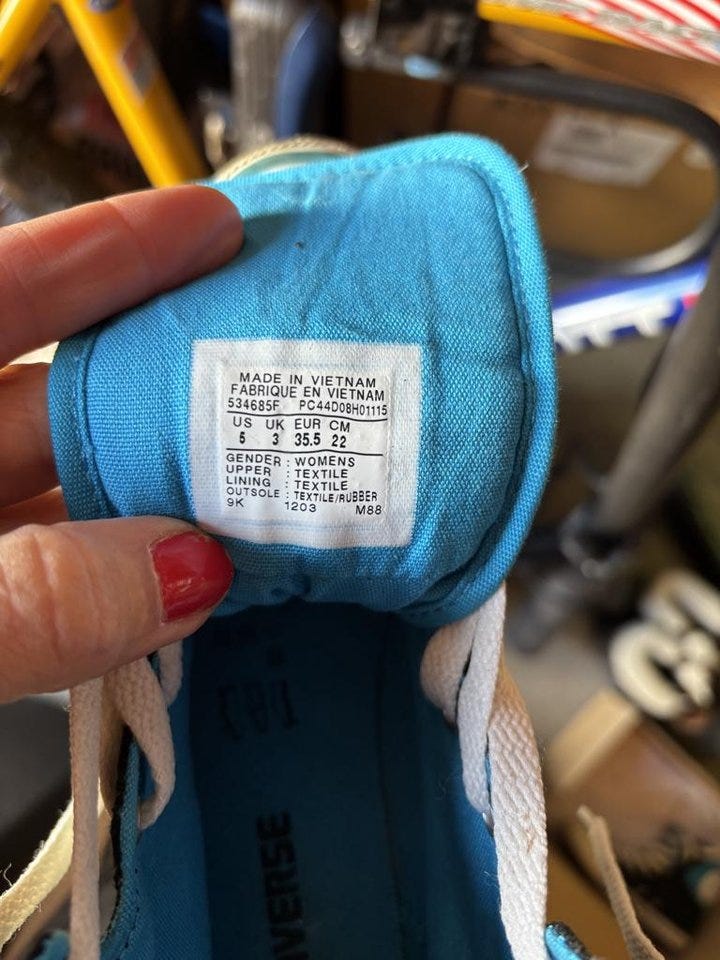 MADE IN VIETNAM
FABRIQUE EN VIETNAM
534685F PC44D08H01115
US UK EUR CM
5 3 35.5 22
GENDER : WOMENS
UPPER : TEXTILE
LINING : TEXTILE
OUTSOLE : TEXTILE/RUBBER
9K 1203 M88
VERSE